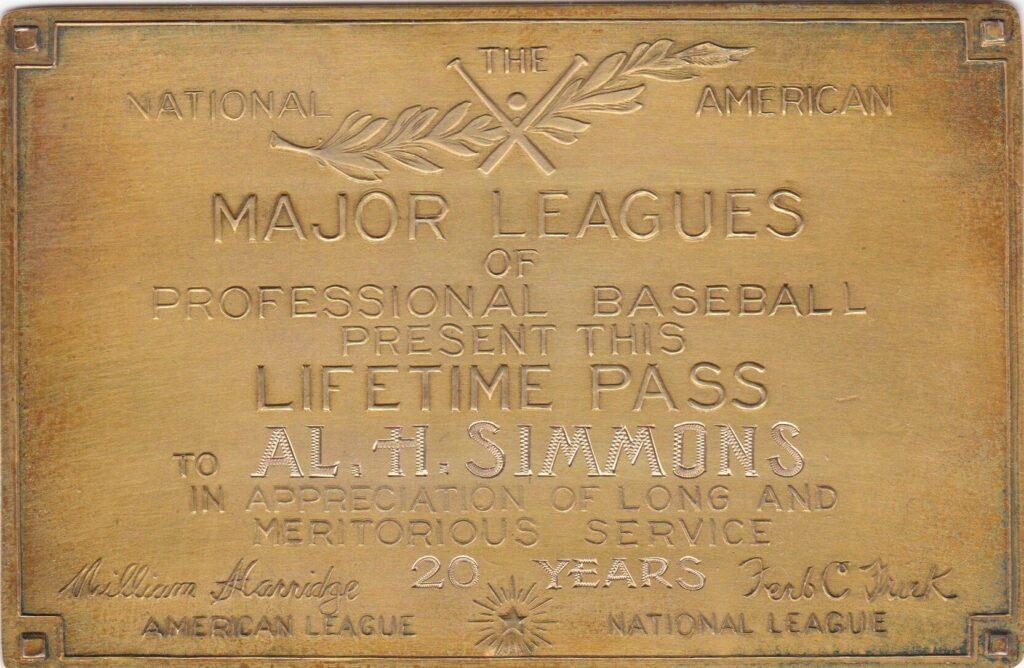 THE
NATIONAL AMERICAN
MAJOR LEAGUES
OF
PROFESSIONAL BASEBALL
PRESENT THIS
LIFETIME PASS
TO AL. H. SIMMONS
IN APPRECIATION OF LONG AND
MERITORIOUS SERVICE
20 YEARS
William Harridge Ford C Frick
AMERICAN LEAGUE NATIONAL LEAGUE